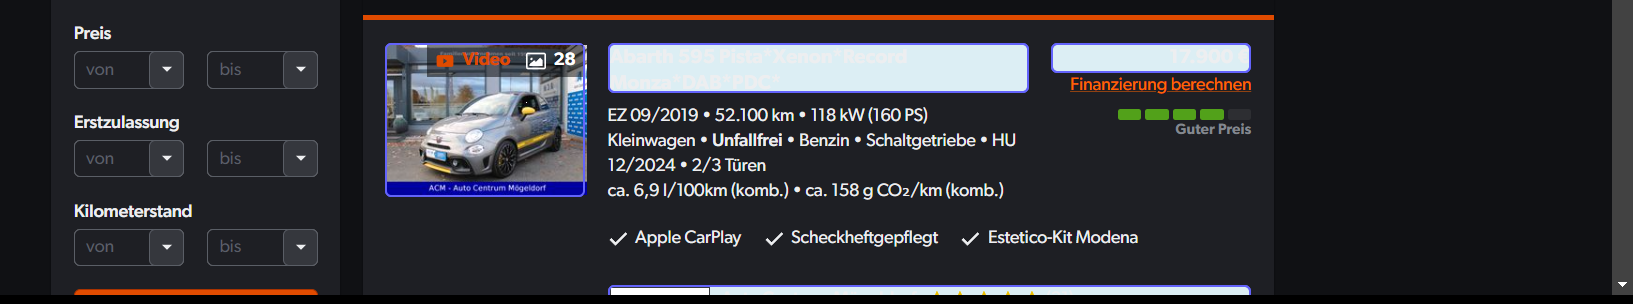 Preis
von
bis
Erstzulassung
von
bis
Kilometerstand
von
bis
Video
28
ACM - Auto Centrum Mögeldorf
Abarth 595 Pista*Xenon*Record
Monza*DAB*PDC*
17.900 €
Finanzierung berechnen
Guter Preis
EZ 09/2019 • 52.100 km • 118 kW (160 PS)
Kleinwagen • Unfallfrei • Benzin • Schaltgetriebe • HU
12/2024 • 2/3 Türen
ca. 6,9 l/100km (komb.) • ca. 158 g CO₂/km (komb.)
Apple CarPlay
Scheckheftgepflegt
Estetico-Kit Modena